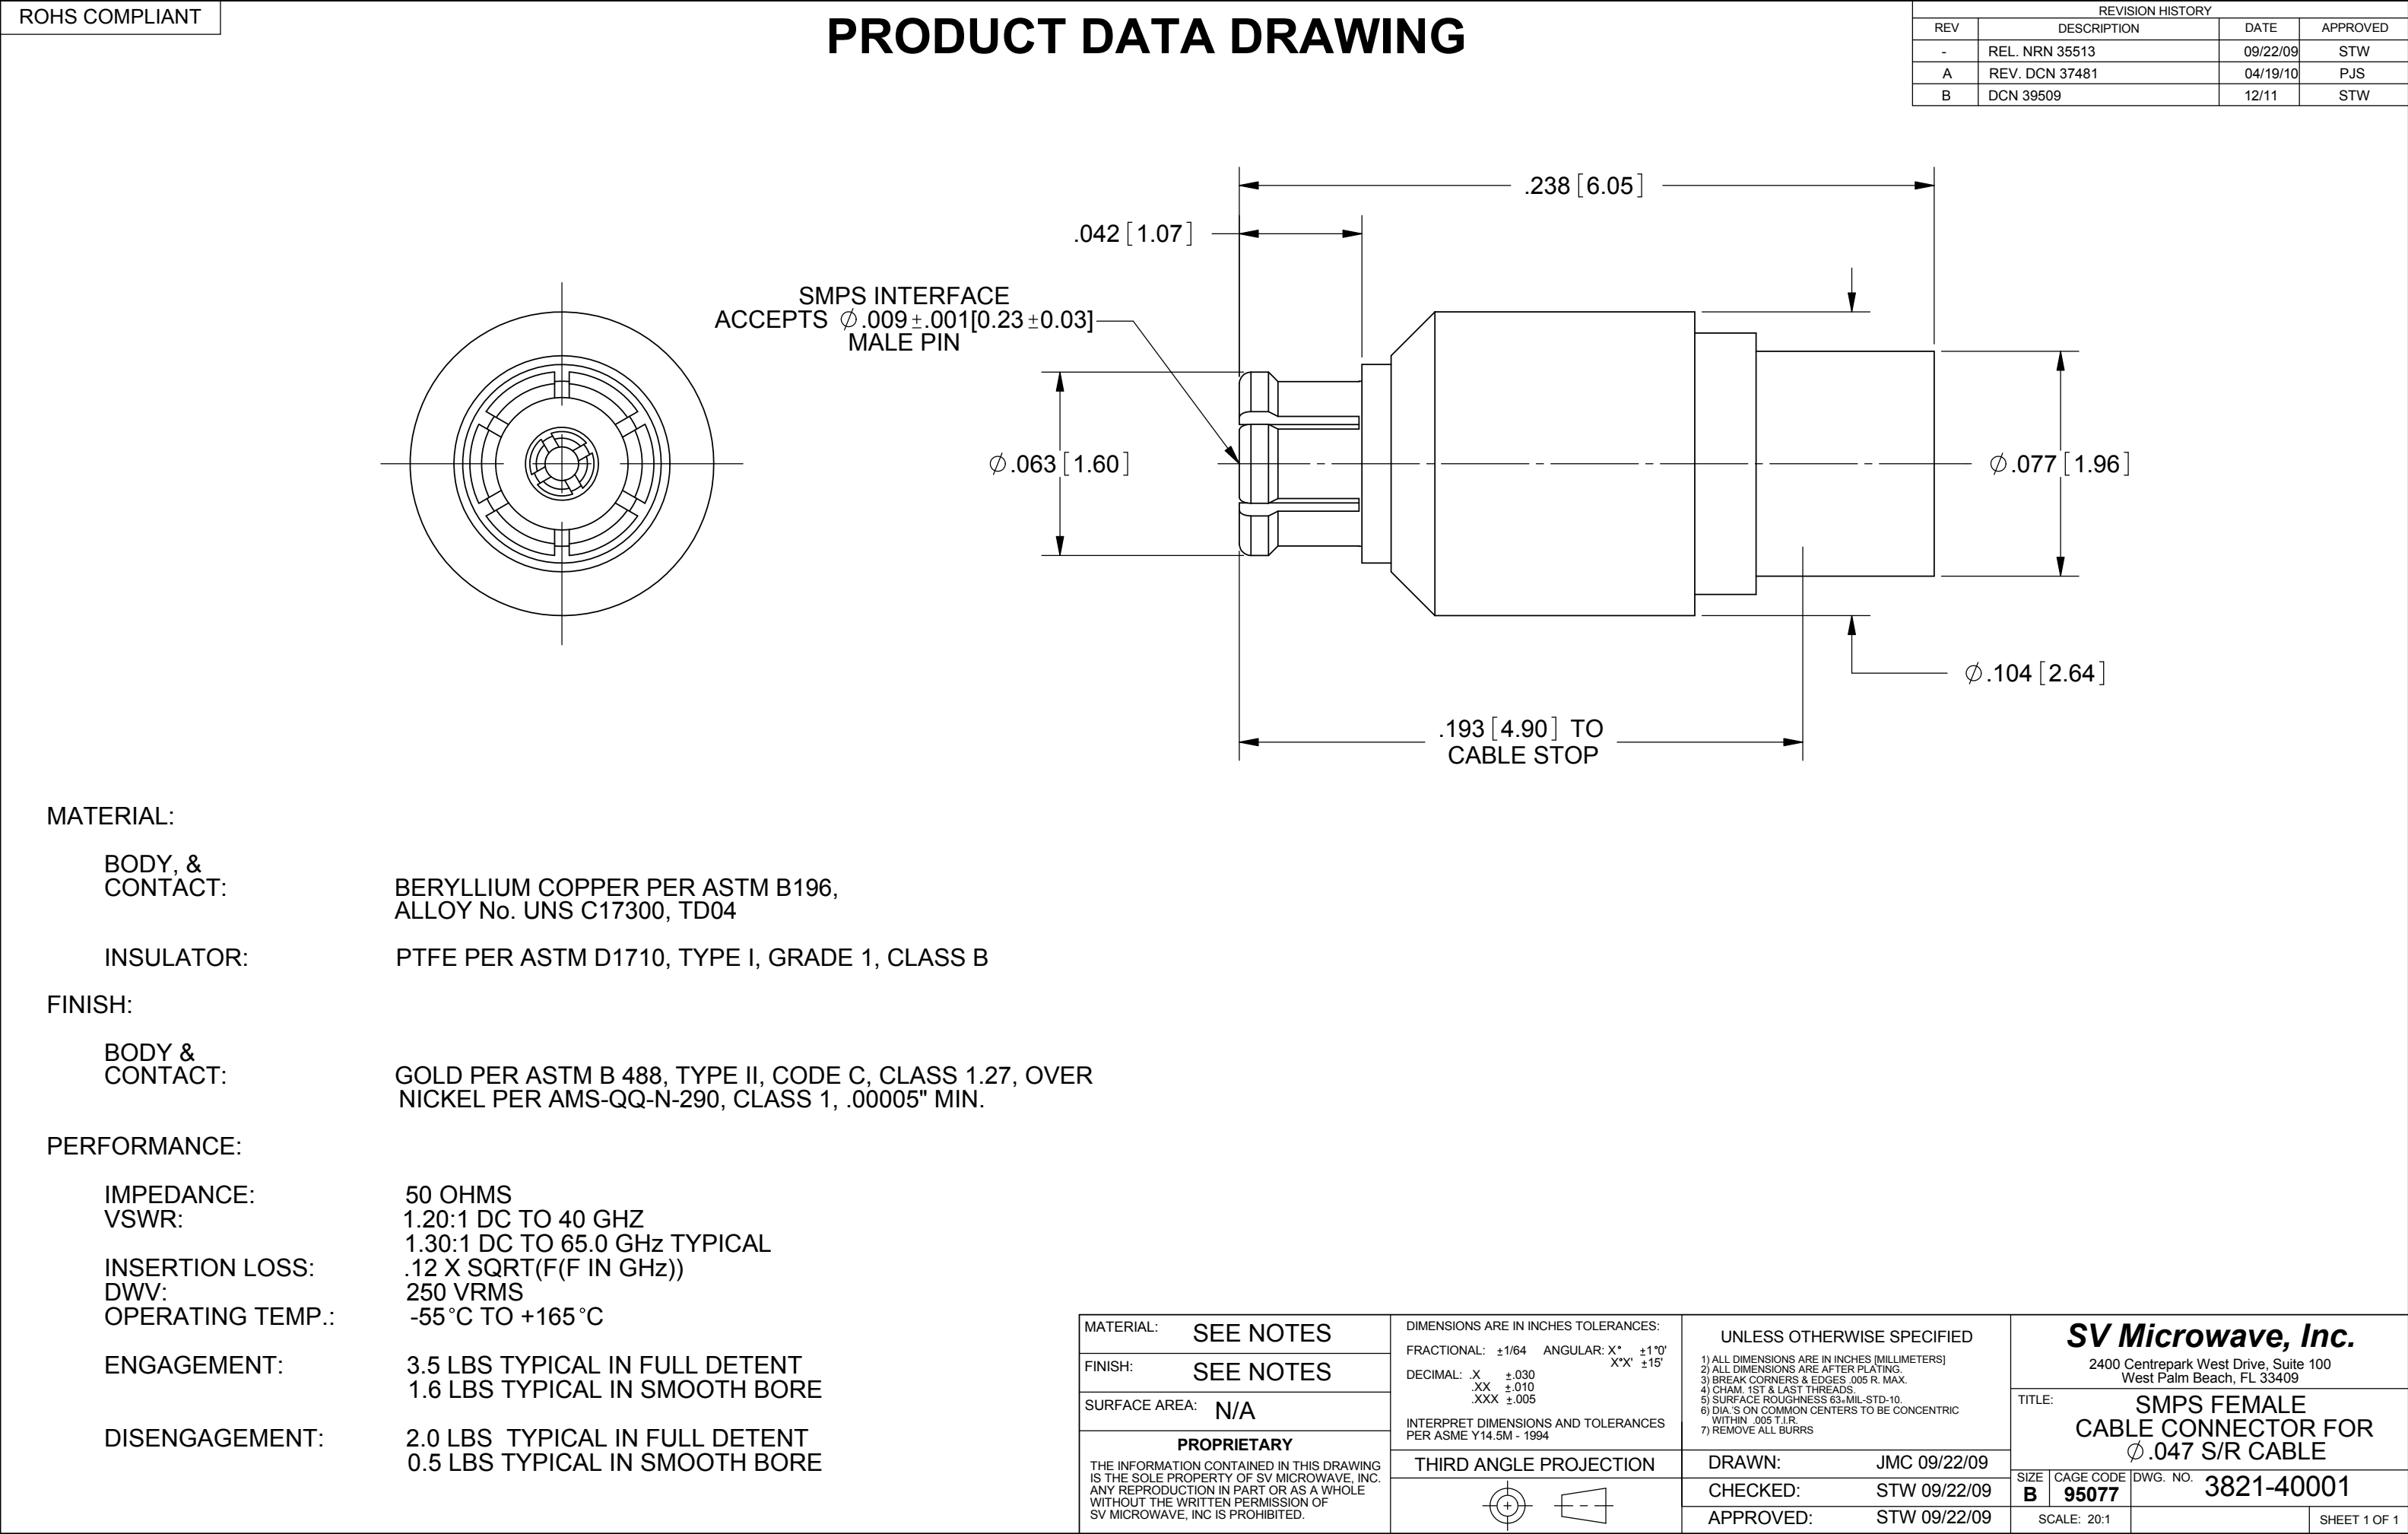 ROHS COMPLIANT
PRODUCT DATA DRAWING
REVISION HISTORY
REV DESCRIPTION DATE APPROVED
- REL. NRN 35513 09/22/09 STW
A REV. DCN 37481 04/19/10 PJS
B DCN 39509 12/11 STW
.238 [6.05]
.042 [1.07]
SMPS INTERFACE
ACCEPTS ∅.009±.001[0.23±0.03]
MALE PIN
∅.063 [1.60]
∅.077 [1.96]
∅.104 [2.64]
.193 [4.90] TO
CABLE STOP
MATERIAL:
BODY, &
CONTACT: BERYLLIUM COPPER PER ASTM B196,
ALLOY No. UNS C17300, TD04
INSULATOR: PTFE PER ASTM D1710, TYPE I, GRADE 1, CLASS B
FINISH:
BODY &
CONTACT: GOLD PER ASTM B 488, TYPE II, CODE C, CLASS 1.27, OVER
NICKEL PER AMS-QQ-N-290, CLASS 1, .00005" MIN.
PERFORMANCE:
IMPEDANCE: 50 OHMS
VSWR: 1.20:1 DC TO 40 GHZ
1.30:1 DC TO 65.0 GHz TYPICAL
INSERTION LOSS: .12 X SQRT(F(F IN GHz))
DWV: 250 VRMS
OPERATING TEMP.: -55°C TO +165°C
ENGAGEMENT: 3.5 LBS TYPICAL IN FULL DETENT
1.6 LBS TYPICAL IN SMOOTH BORE
DISENGAGEMENT: 2.0 LBS TYPICAL IN FULL DETENT
0.5 LBS TYPICAL IN SMOOTH BORE
MATERIAL: SEE NOTES
FINISH: SEE NOTES
SURFACE AREA: N/A
PROPRIETARY
THE INFORMATION CONTAINED IN THIS DRAWING
IS THE SOLE PROPERTY OF SV MICROWAVE, INC.
ANY REPRODUCTION IN PART OR AS A WHOLE
WITHOUT THE WRITTEN PERMISSION OF
SV MICROWAVE, INC IS PROHIBITED.
DIMENSIONS ARE IN INCHES TOLERANCES:
FRACTIONAL: ±1/64 ANGULAR: X° ±1°0'
X°X' ±15'
DECIMAL: .X ±.030
.XX ±.010
.XXX ±.005
INTERPRET DIMENSIONS AND TOLERANCES
PER ASME Y14.5M - 1994
THIRD ANGLE PROJECTION
UNLESS OTHERWISE SPECIFIED
1) ALL DIMENSIONS ARE IN INCHES [MILLIMETERS]
2) ALL DIMENSIONS ARE AFTER PLATING.
3) BREAK CORNERS & EDGES .005 R. MAX.
4) CHAM. 1ST & LAST THREADS.
5) SURFACE ROUGHNESS 63 MIL-STD-10.
6) DIA.'S ON COMMON CENTERS TO BE CONCENTRIC
WITHIN .005 T.I.R.
7) REMOVE ALL BURRS
DRAWN: JMC 09/22/09
CHECKED: STW 09/22/09
APPROVED: STW 09/22/09
SV Microwave, Inc.
2400 Centrepark West Drive, Suite 100
West Palm Beach, FL 33409
TITLE: SMPS FEMALE
CABLE CONNECTOR FOR
∅.047 S/R CABLE
SIZE CAGE CODE DWG. NO.
B 95077 3821-40001
SCALE: 20:1 SHEET 1 OF 1